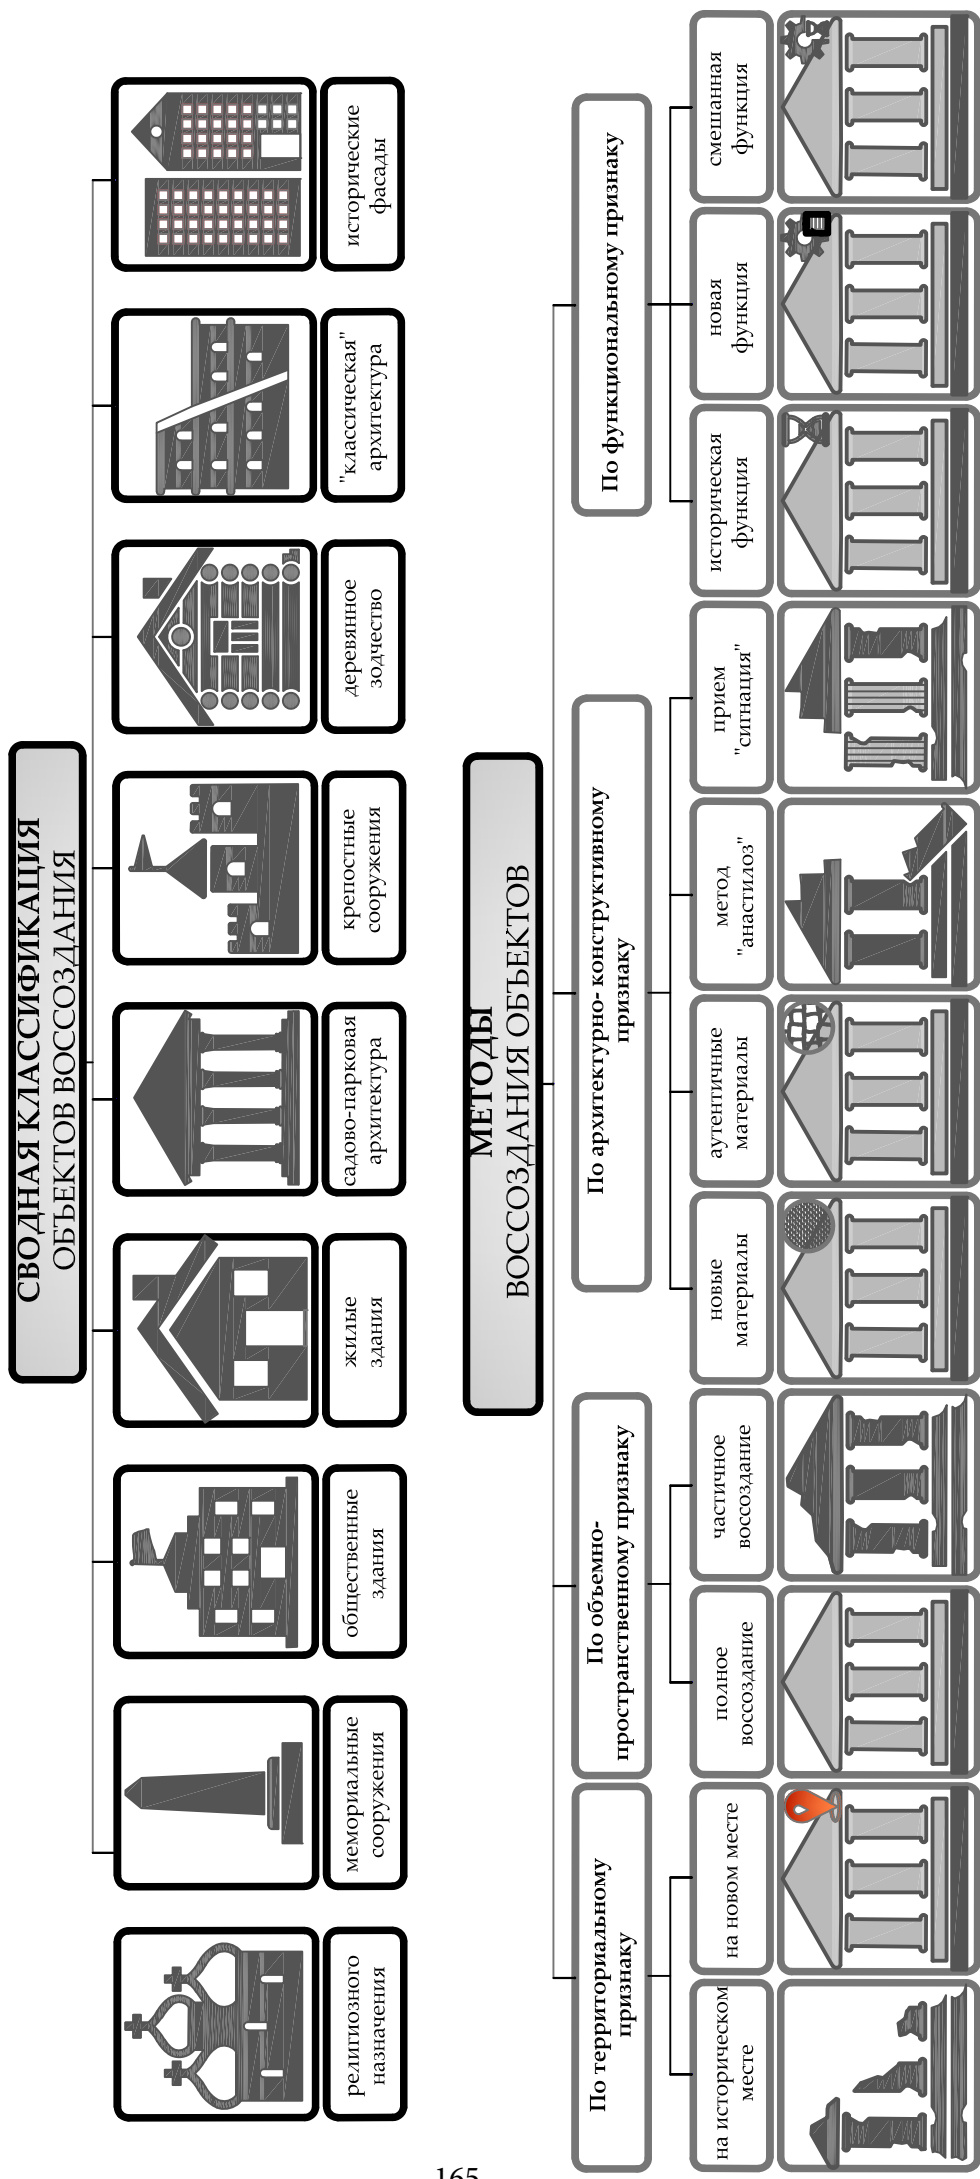 СВОДНАЯ КЛАССИФИКАЦИЯ
ОБЪЕКТОВ ВОССОЗДАНИЯ
религиозного
назначения
мемориальные
сооружения
общественные
здания
жилые
здания
садово-парковая
архитектура
крепостные
сооружения
деревянное
зодчество
"классическая"
архитектура
исторические
фасады
МЕТОДЫ
ВОССОЗДАНИЯ ОБЪЕКТОВ
По территориальному
признаку
По объемно-
пространственному признаку
По архитектурно- конструктивному
признаку
По функциональному признаку
на историческом
месте
на новом месте
полное
воссоздание
частичное
воссоздание
новые
материалы
аутентичные
материалы
метод
"анастилоз"
прием
"сигнация"
историческая
функция
новая
функция
смешанная
функция
165